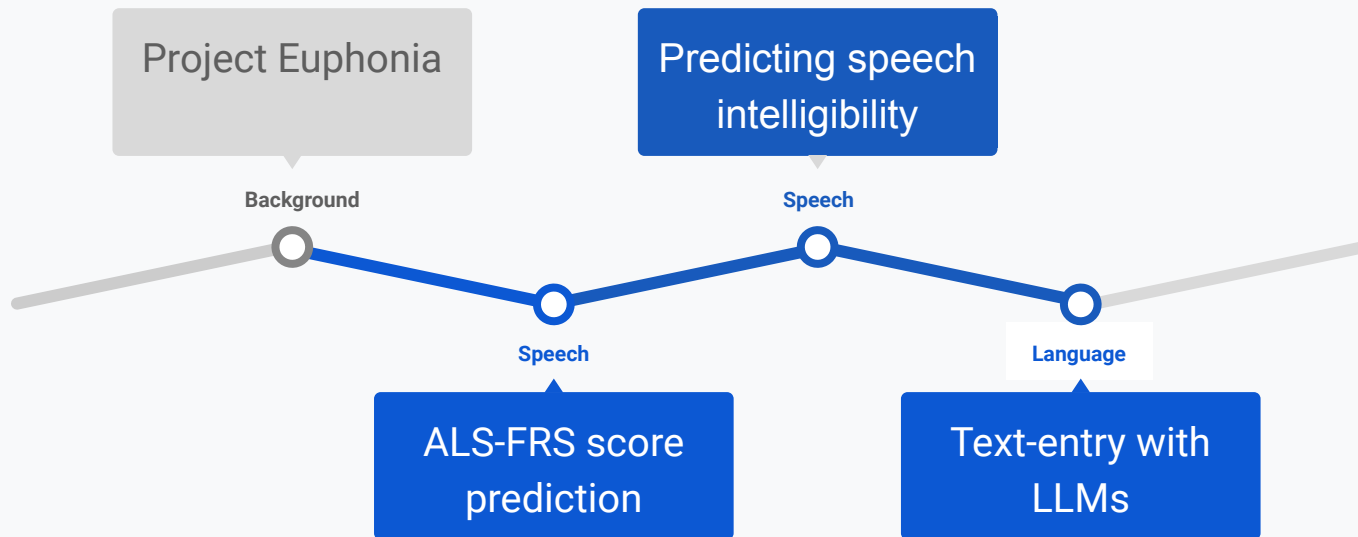 Project Euphonia
Predicting speech
intelligibility
Background
Speech
Speech
Language
ALS-FRS score
prediction
Text-entry with
LLMs